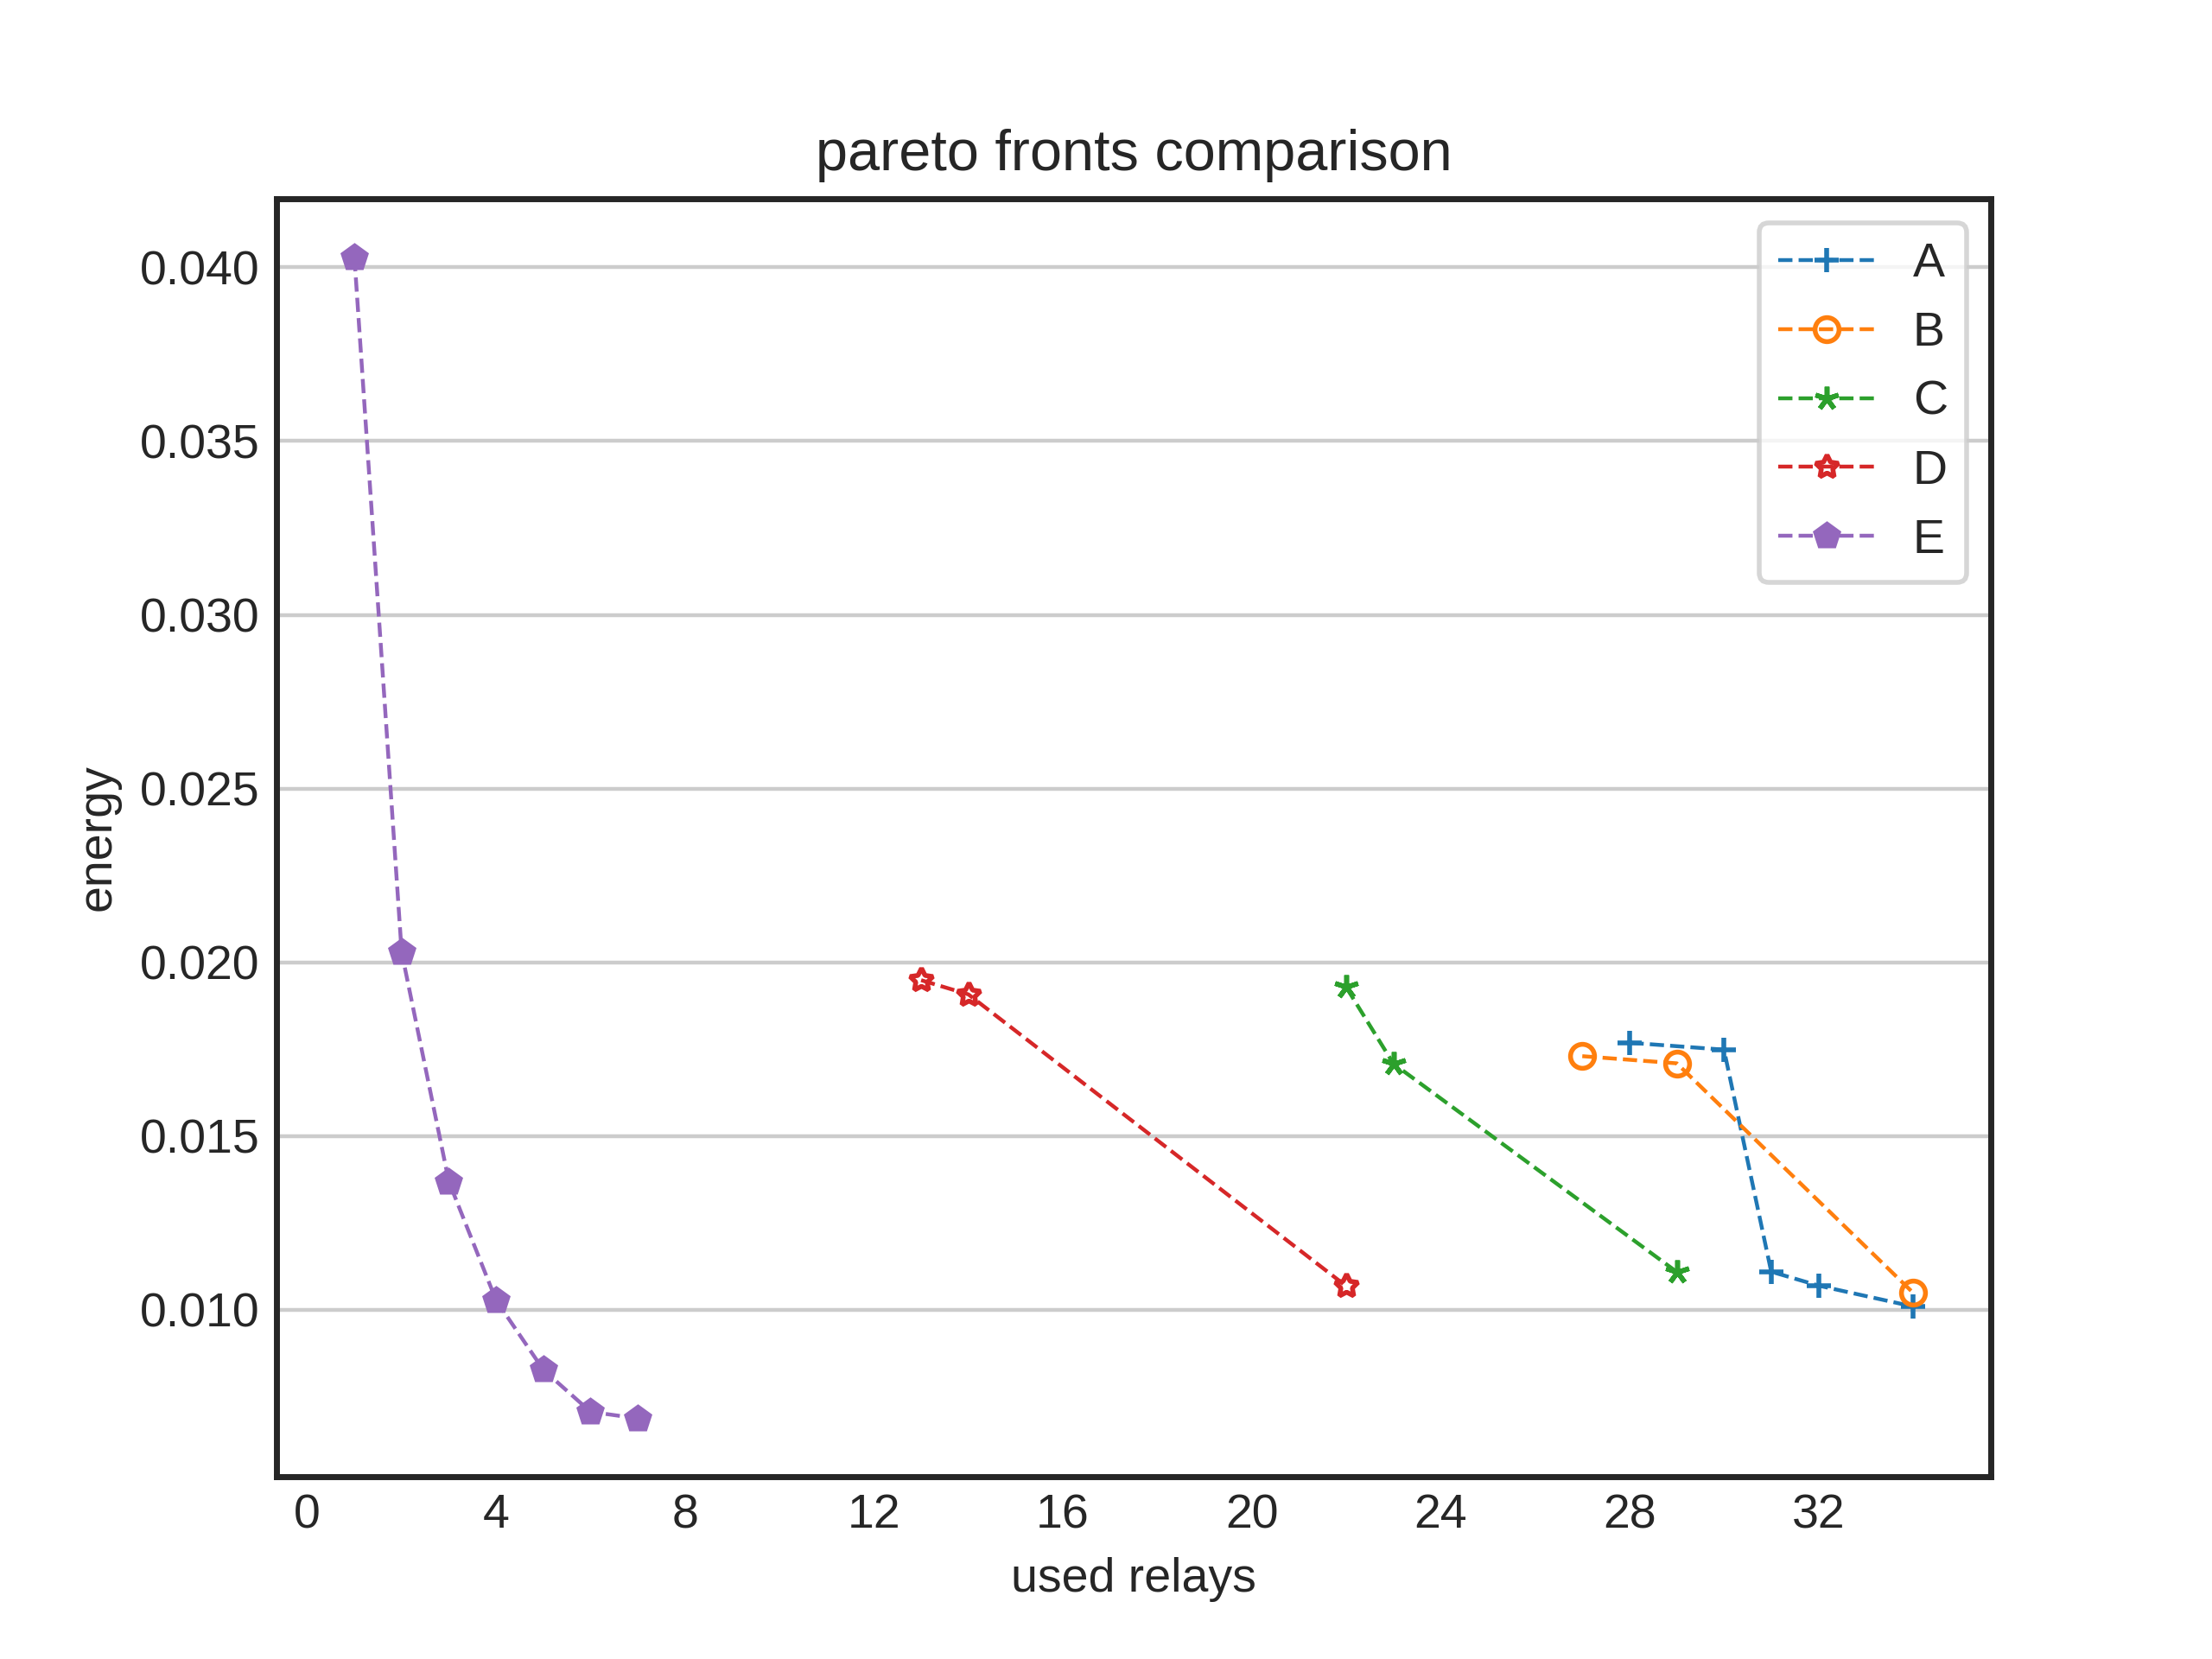 pareto fronts comparison
0.040
0.035
0.030
0.025
0.020
0.015
0.010
energy
A
B
C
D
E
0 4 8 12 16 20 24 28 32
used relays